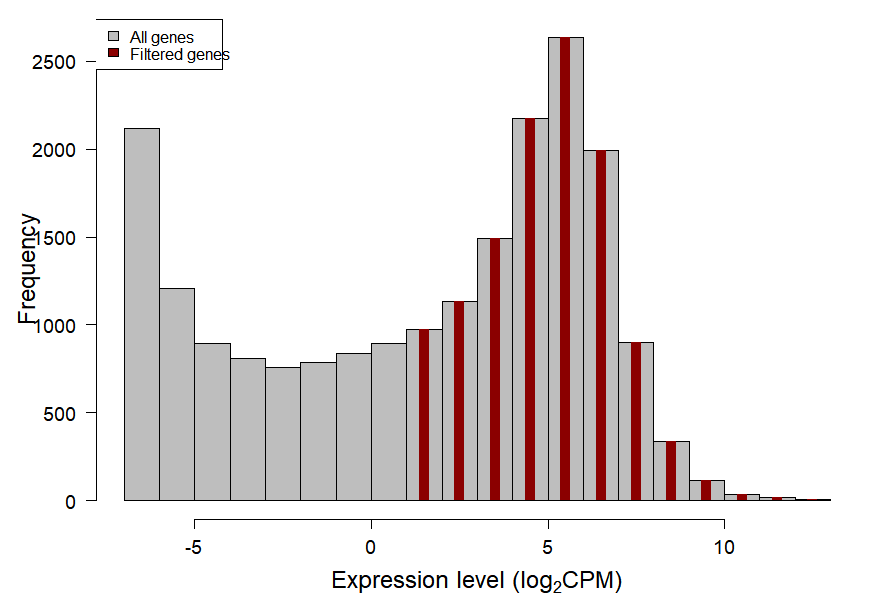 All genes
Filtered genes
2500
2000
1500
1000
500
0
Frequency
-5 0 5 10
Expression level (log₂CPM)